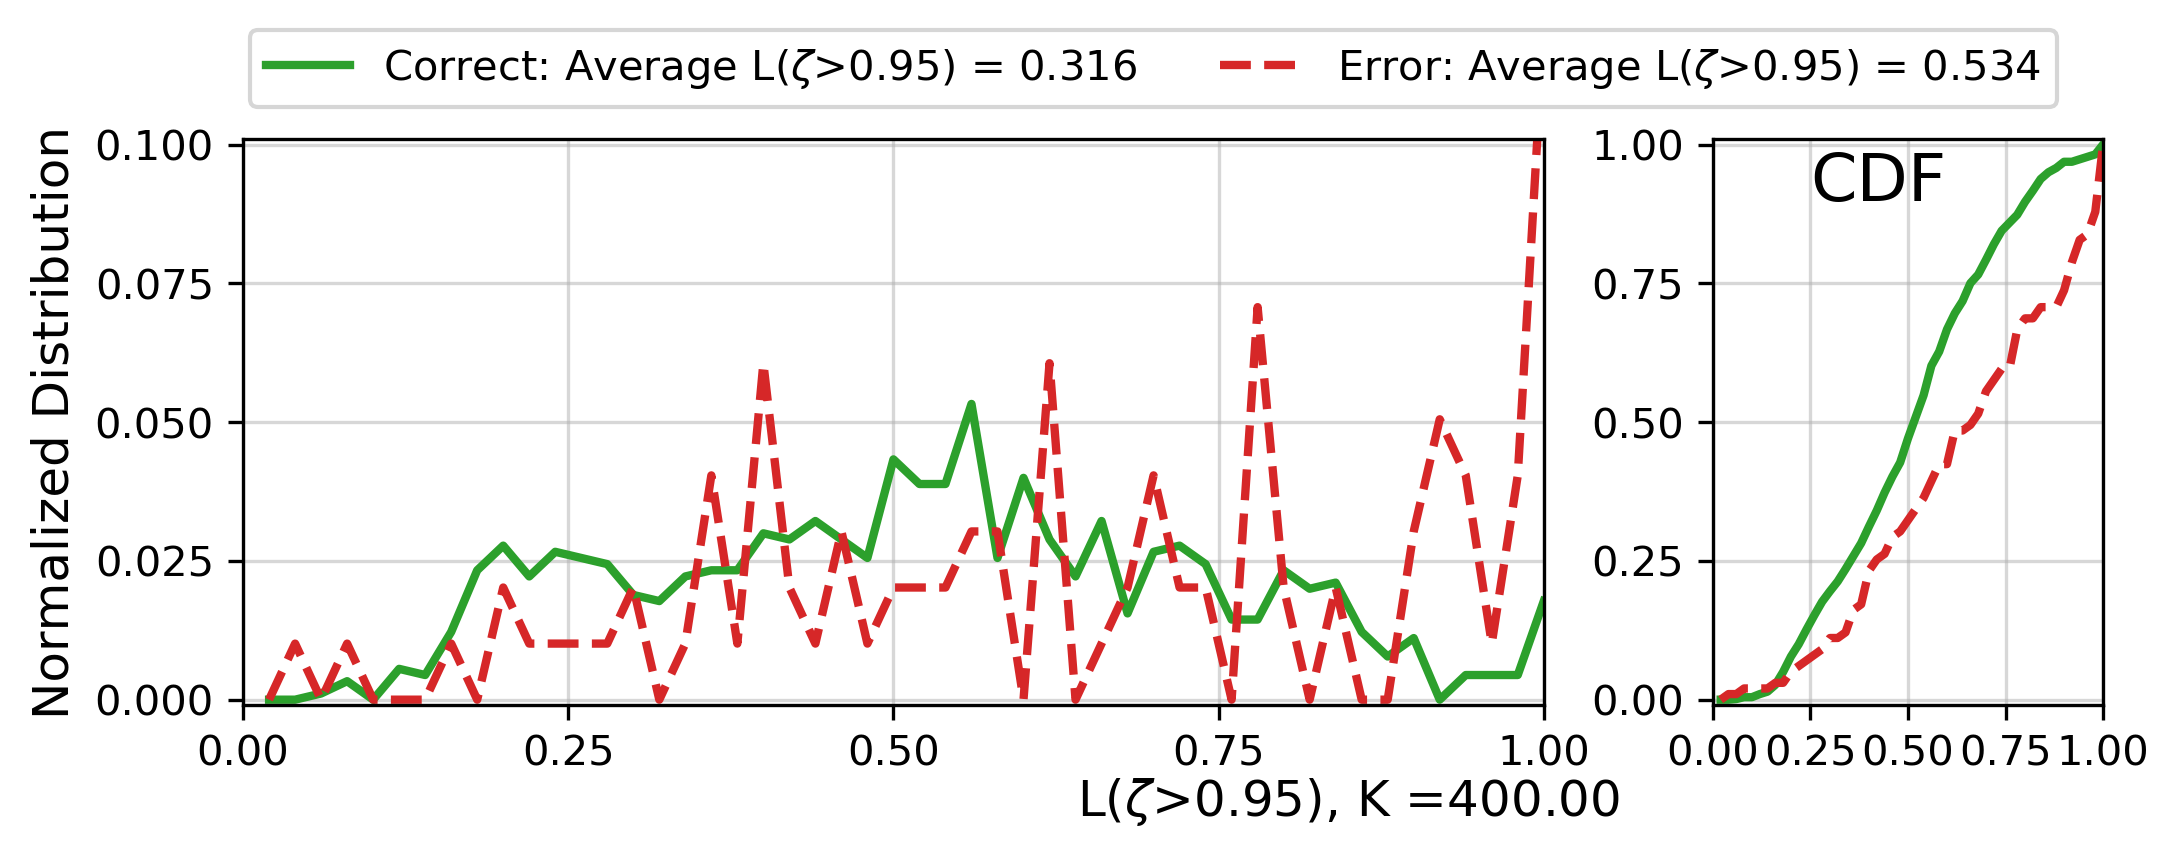 Correct: Average L(ζ>0.95) = 0.316
Error: Average L(ζ>0.95) = 0.534
Normalized Distribution
0.100
0.075
0.050
0.025
0.000
0.00 0.25 0.50 0.75 1.00
CDF
1.00
0.75
0.50
0.25
0.00
0.00 0.25 0.50 0.75 1.00
L(ζ>0.95), K =400.00